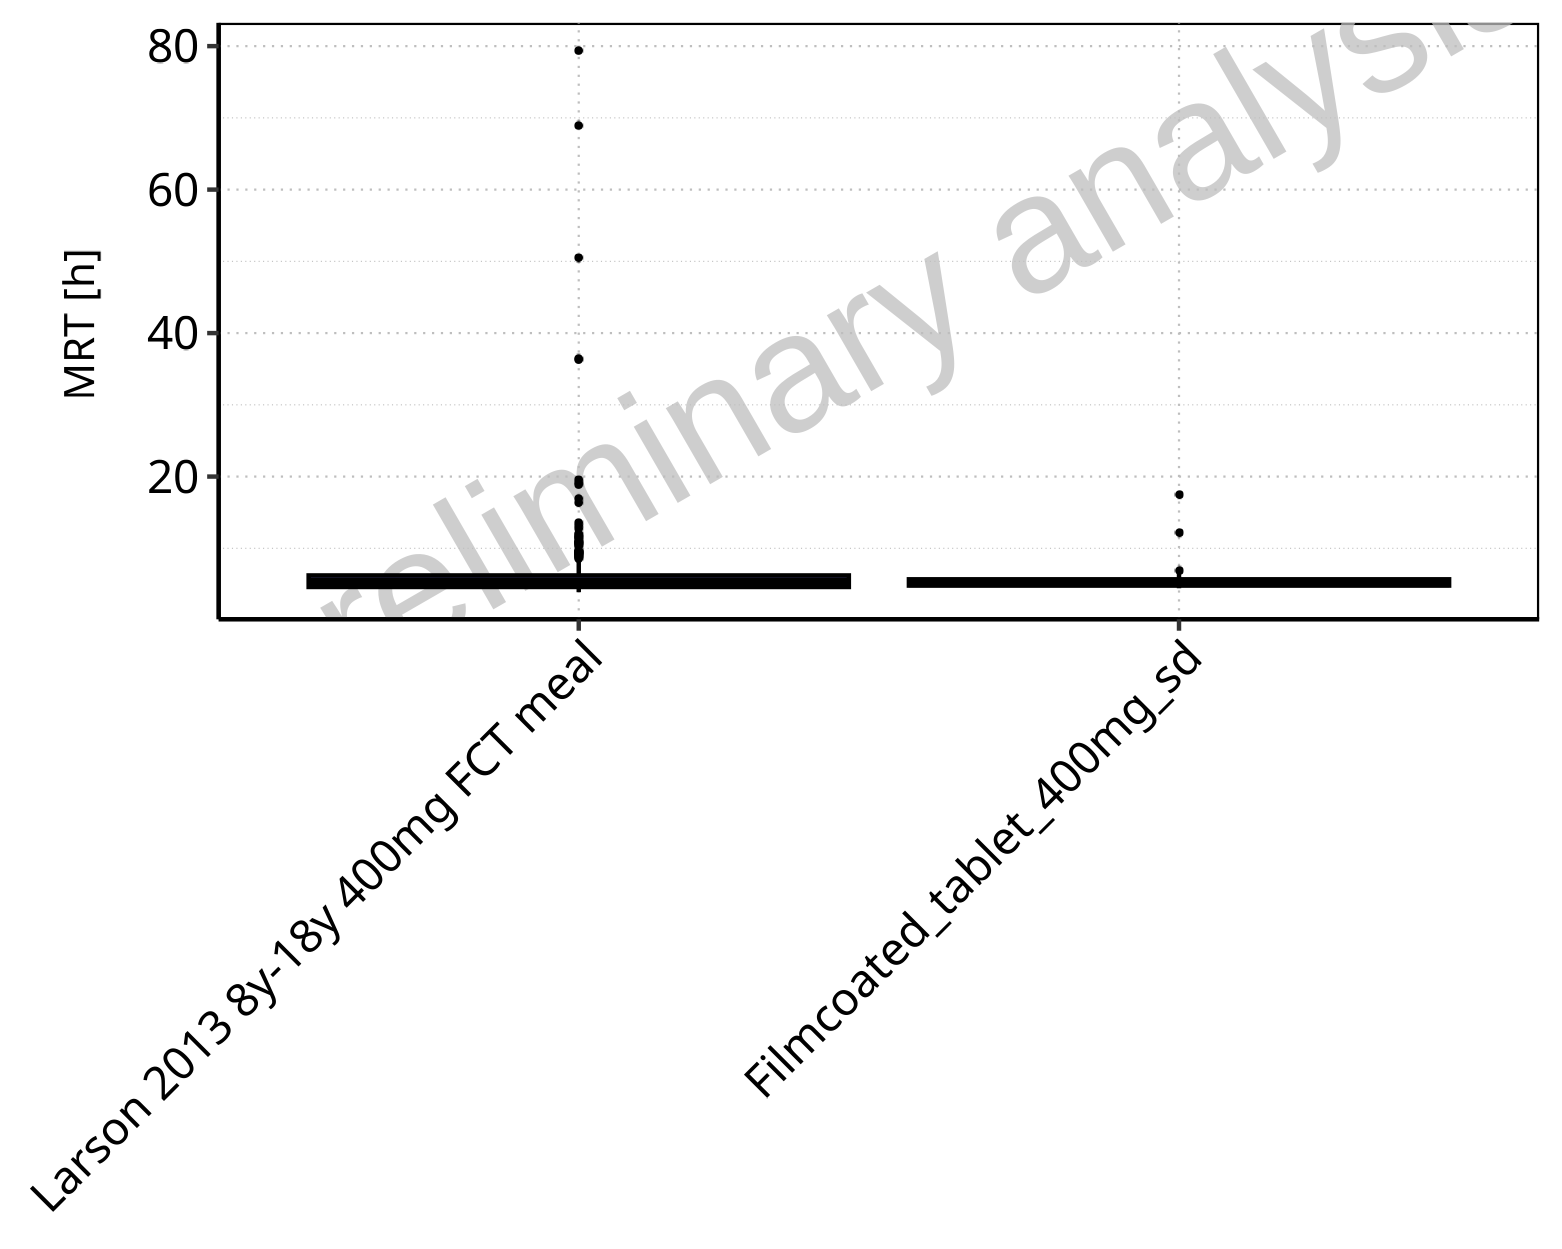 80
60
40
20
MRT [h]
reliminary analysis
Larson 2013 8y-18y 400mg FCT meal
Filmcoated_tablet_400mg_sd